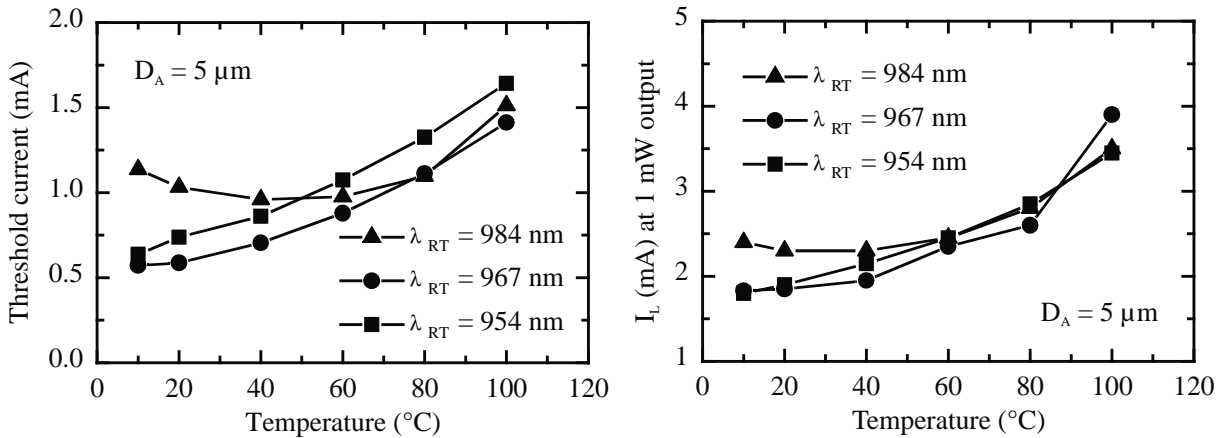 2.0
1.5
1.0
0.5
0.0
Threshold current (mA)
D_A = 5 µm
λ_RT = 984 nm
λ_RT = 967 nm
λ_RT = 954 nm
0 20 40 60 80 100 120
Temperature (°C)
5
4
3
2
1
I_L (mA) at 1 mW output
λ_RT = 984 nm
λ_RT = 967 nm
λ_RT = 954 nm
D_A = 5 µm
0 20 40 60 80 100 120
Temperature (°C)